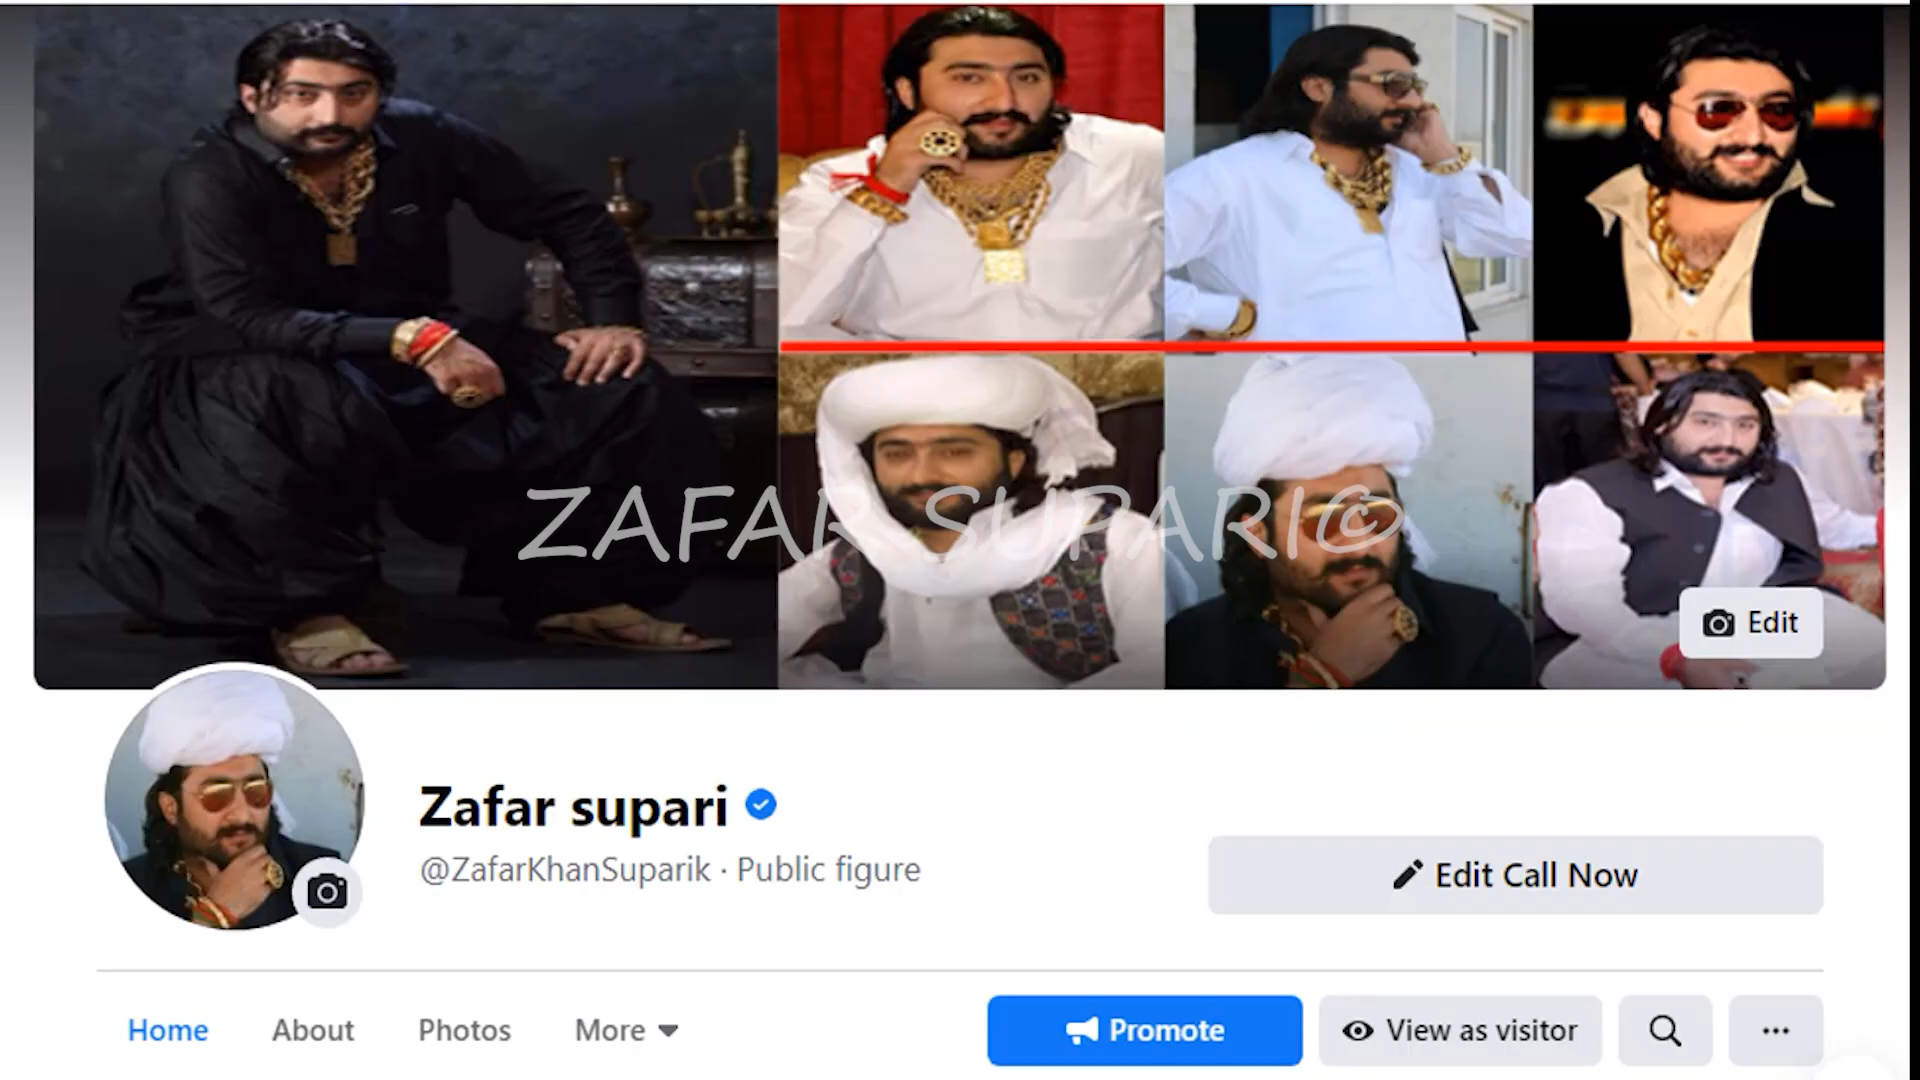 ZAFAR SUPARI©
Edit
Zafar supari
@ZafarKhanSuparik · Public figure
Edit Call Now
Home About Photos More
Promote View as visitor